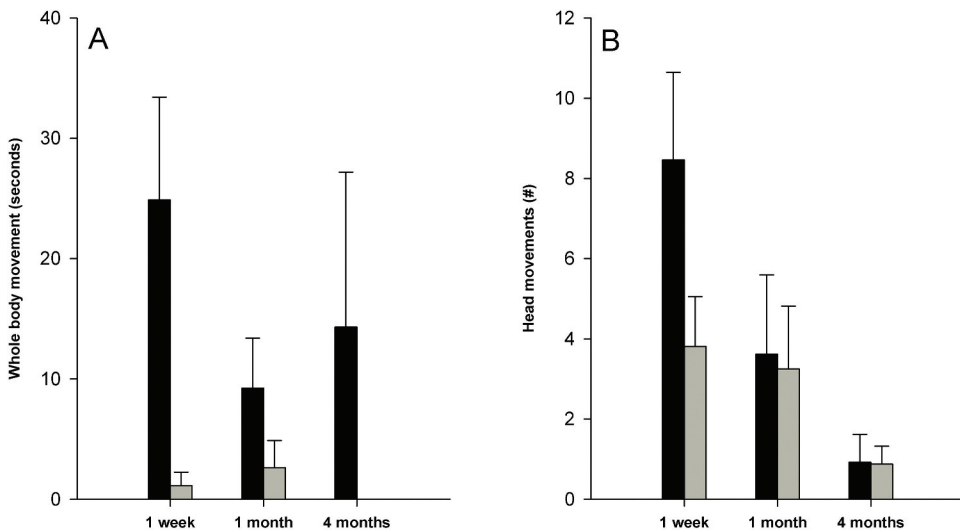 A
Whole body movement (seconds)
40
30
20
10
0
1 week 1 month 4 months
B
Head movements (#)
12
10
8
6
4
2
0
1 week 1 month 4 months